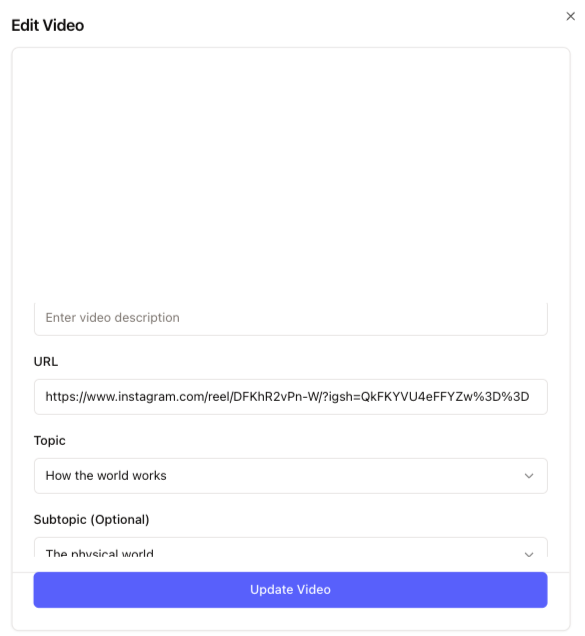 Edit Video
Enter video description
URL
https://www.instagram.com/reel/DFKhR2vPn-W/?igsh=QkFKYVU4eFFYZw%3D%3D
Topic
How the world works
Subtopic (Optional)
The physical world
Update Video